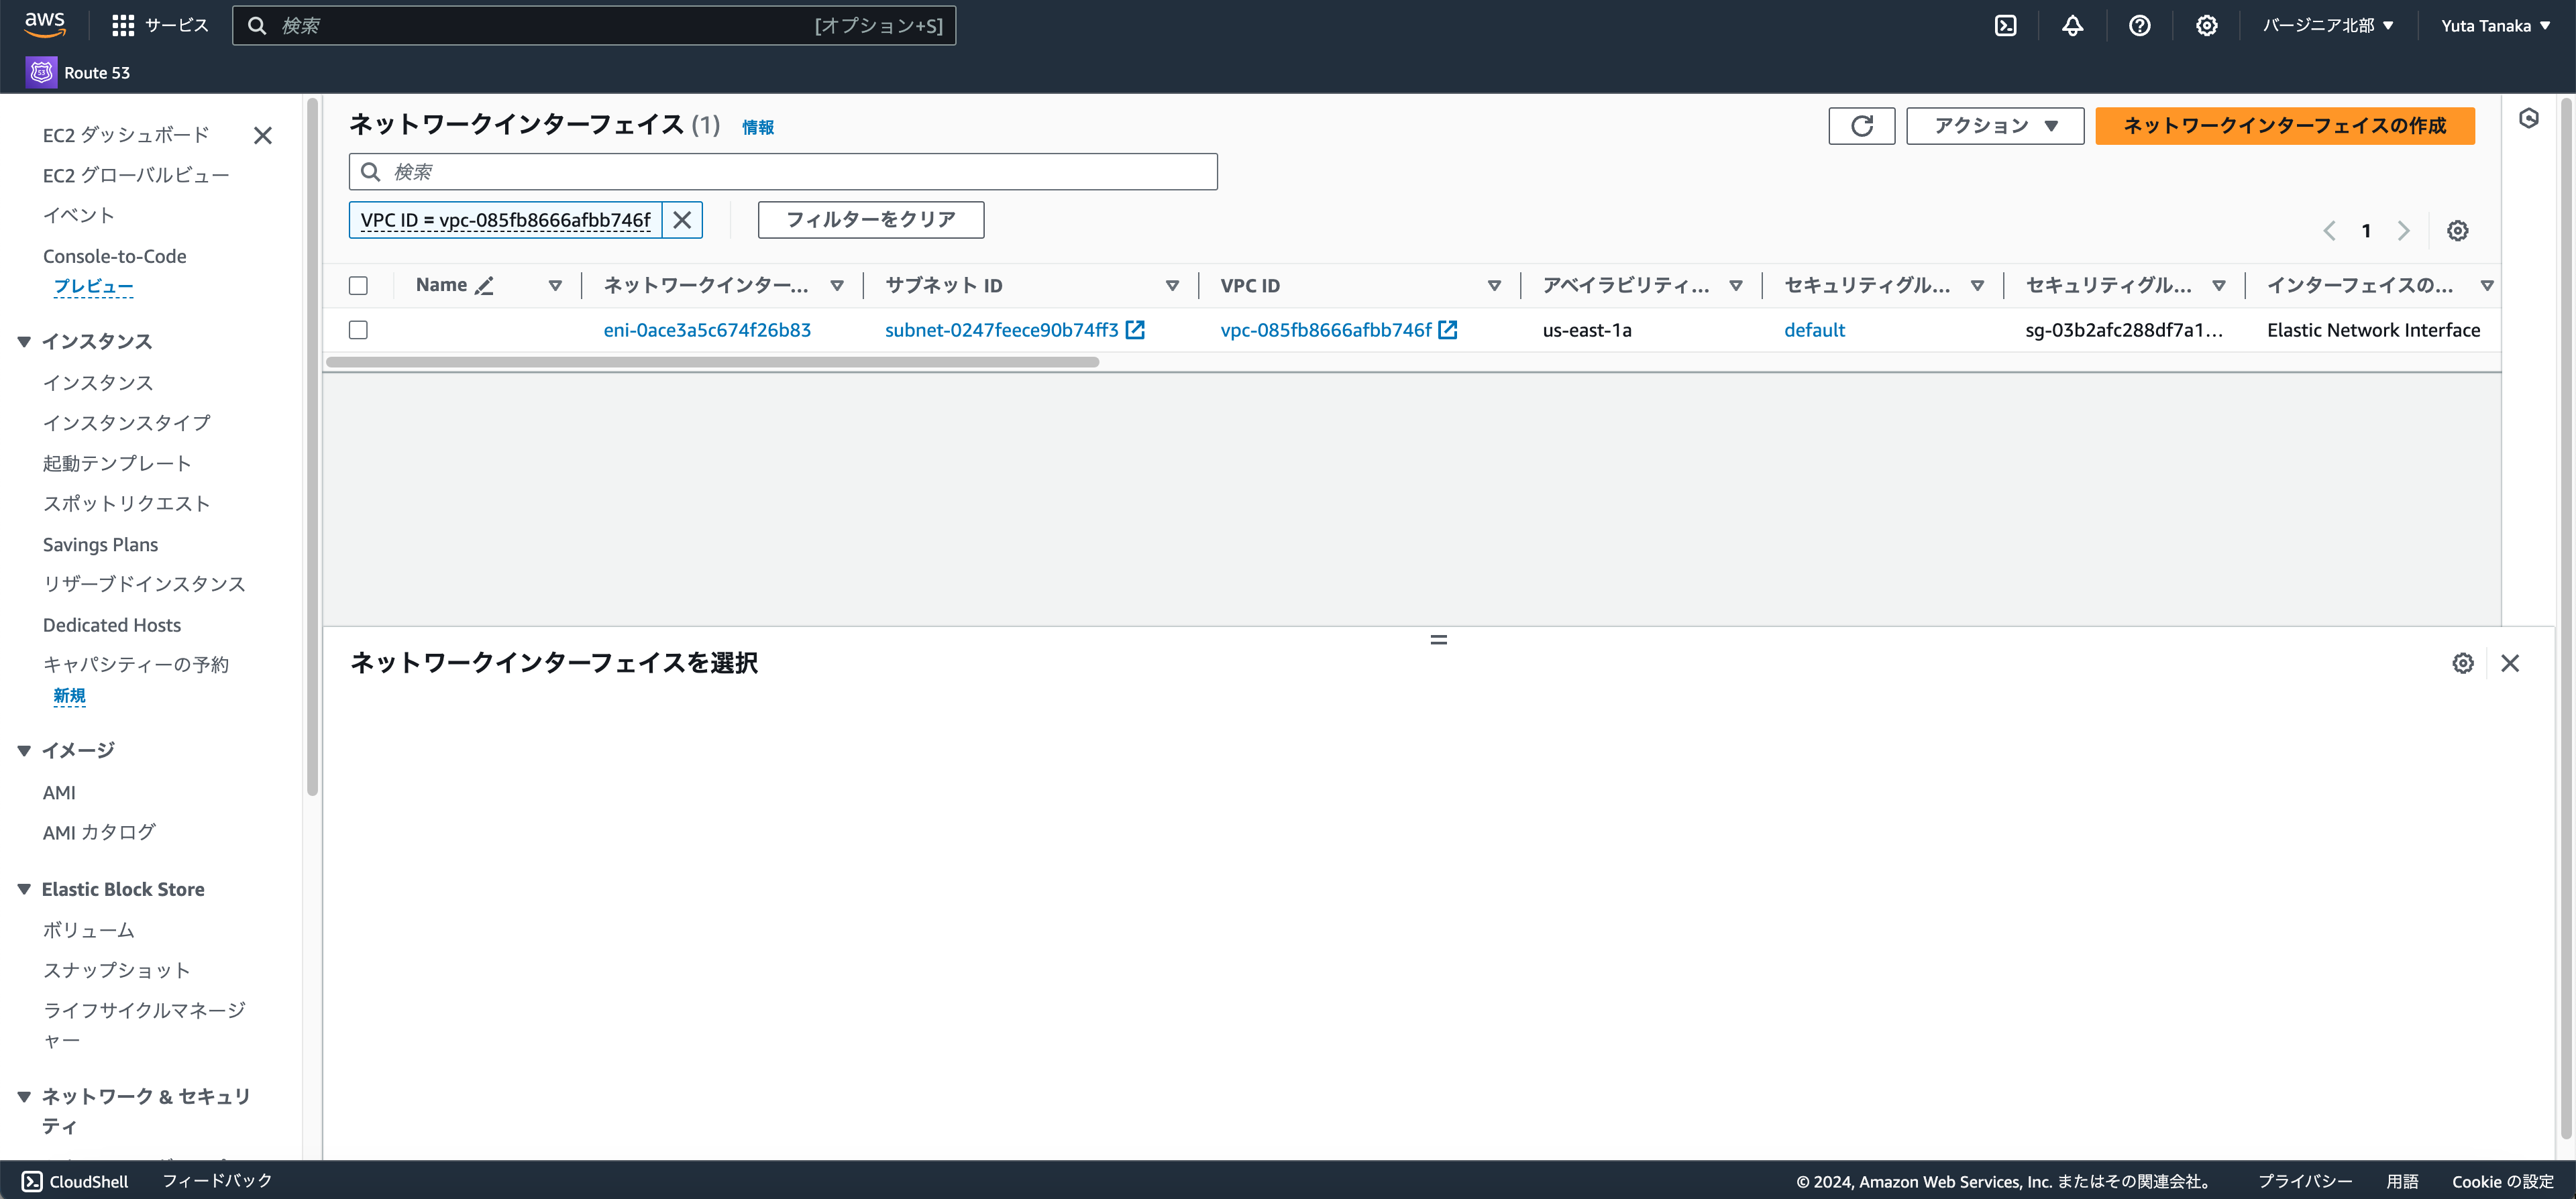 aws サービス 検索 [オプション+S] バージニア北部 Yuta Tanaka
Route 53
EC2 ダッシュボード
EC2 グローバルビュー
イベント
Console-to-Code
プレビュー
インスタンス
インスタンス
インスタンスタイプ
起動テンプレート
スポットリクエスト
Savings Plans
リザーブドインスタンス
Dedicated Hosts
キャパシティーの予約
新規
イメージ
AMI
AMI カタログ
Elastic Block Store
ボリューム
スナップショット
ライフサイクルマネージ
ャー
ネットワーク & セキュリ
ティ
ネットワークインターフェイス (1) 情報 アクション ネットワークインターフェイスの作成
検索
VPC ID = vpc-085fb8666afbb746f フィルターをクリア 1
Name ネットワークインター... サブネット ID VPC ID アベイラビリティ... セキュリティグル... セキュリティグル... インターフェイスの...
eni-0ace3a5c674f26b83 subnet-0247feece90b74ff3 vpc-085fb8666afbb746f us-east-1a default sg-03b2afc288df7a1... Elastic Network Interface
ネットワークインターフェイスを選択
CloudShell フィードバック © 2024, Amazon Web Services, Inc. またはその関連会社。 プライバシー 用語 Cookie の設定